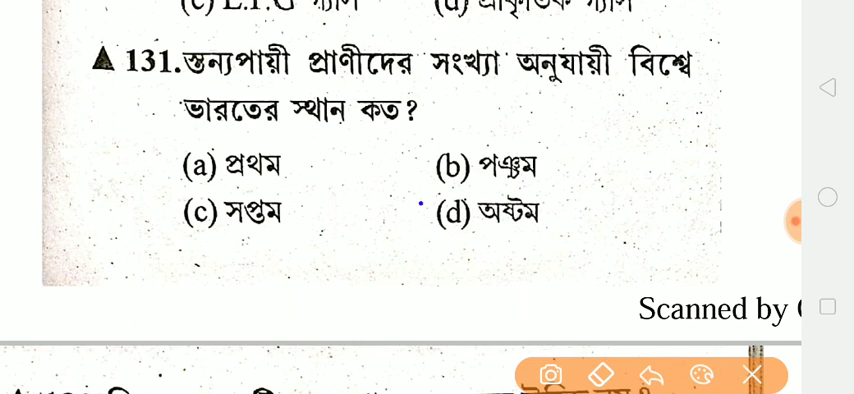 ▲ 131.স্তন্যপায়ী প্রাণীদের সংখ্যা অনুযায়ী বিশ্বে
ভারতের স্থান কত?
(a) প্রথম (b) পঞ্চম
(c) সপ্তম (d) অষ্টম
Scanned by